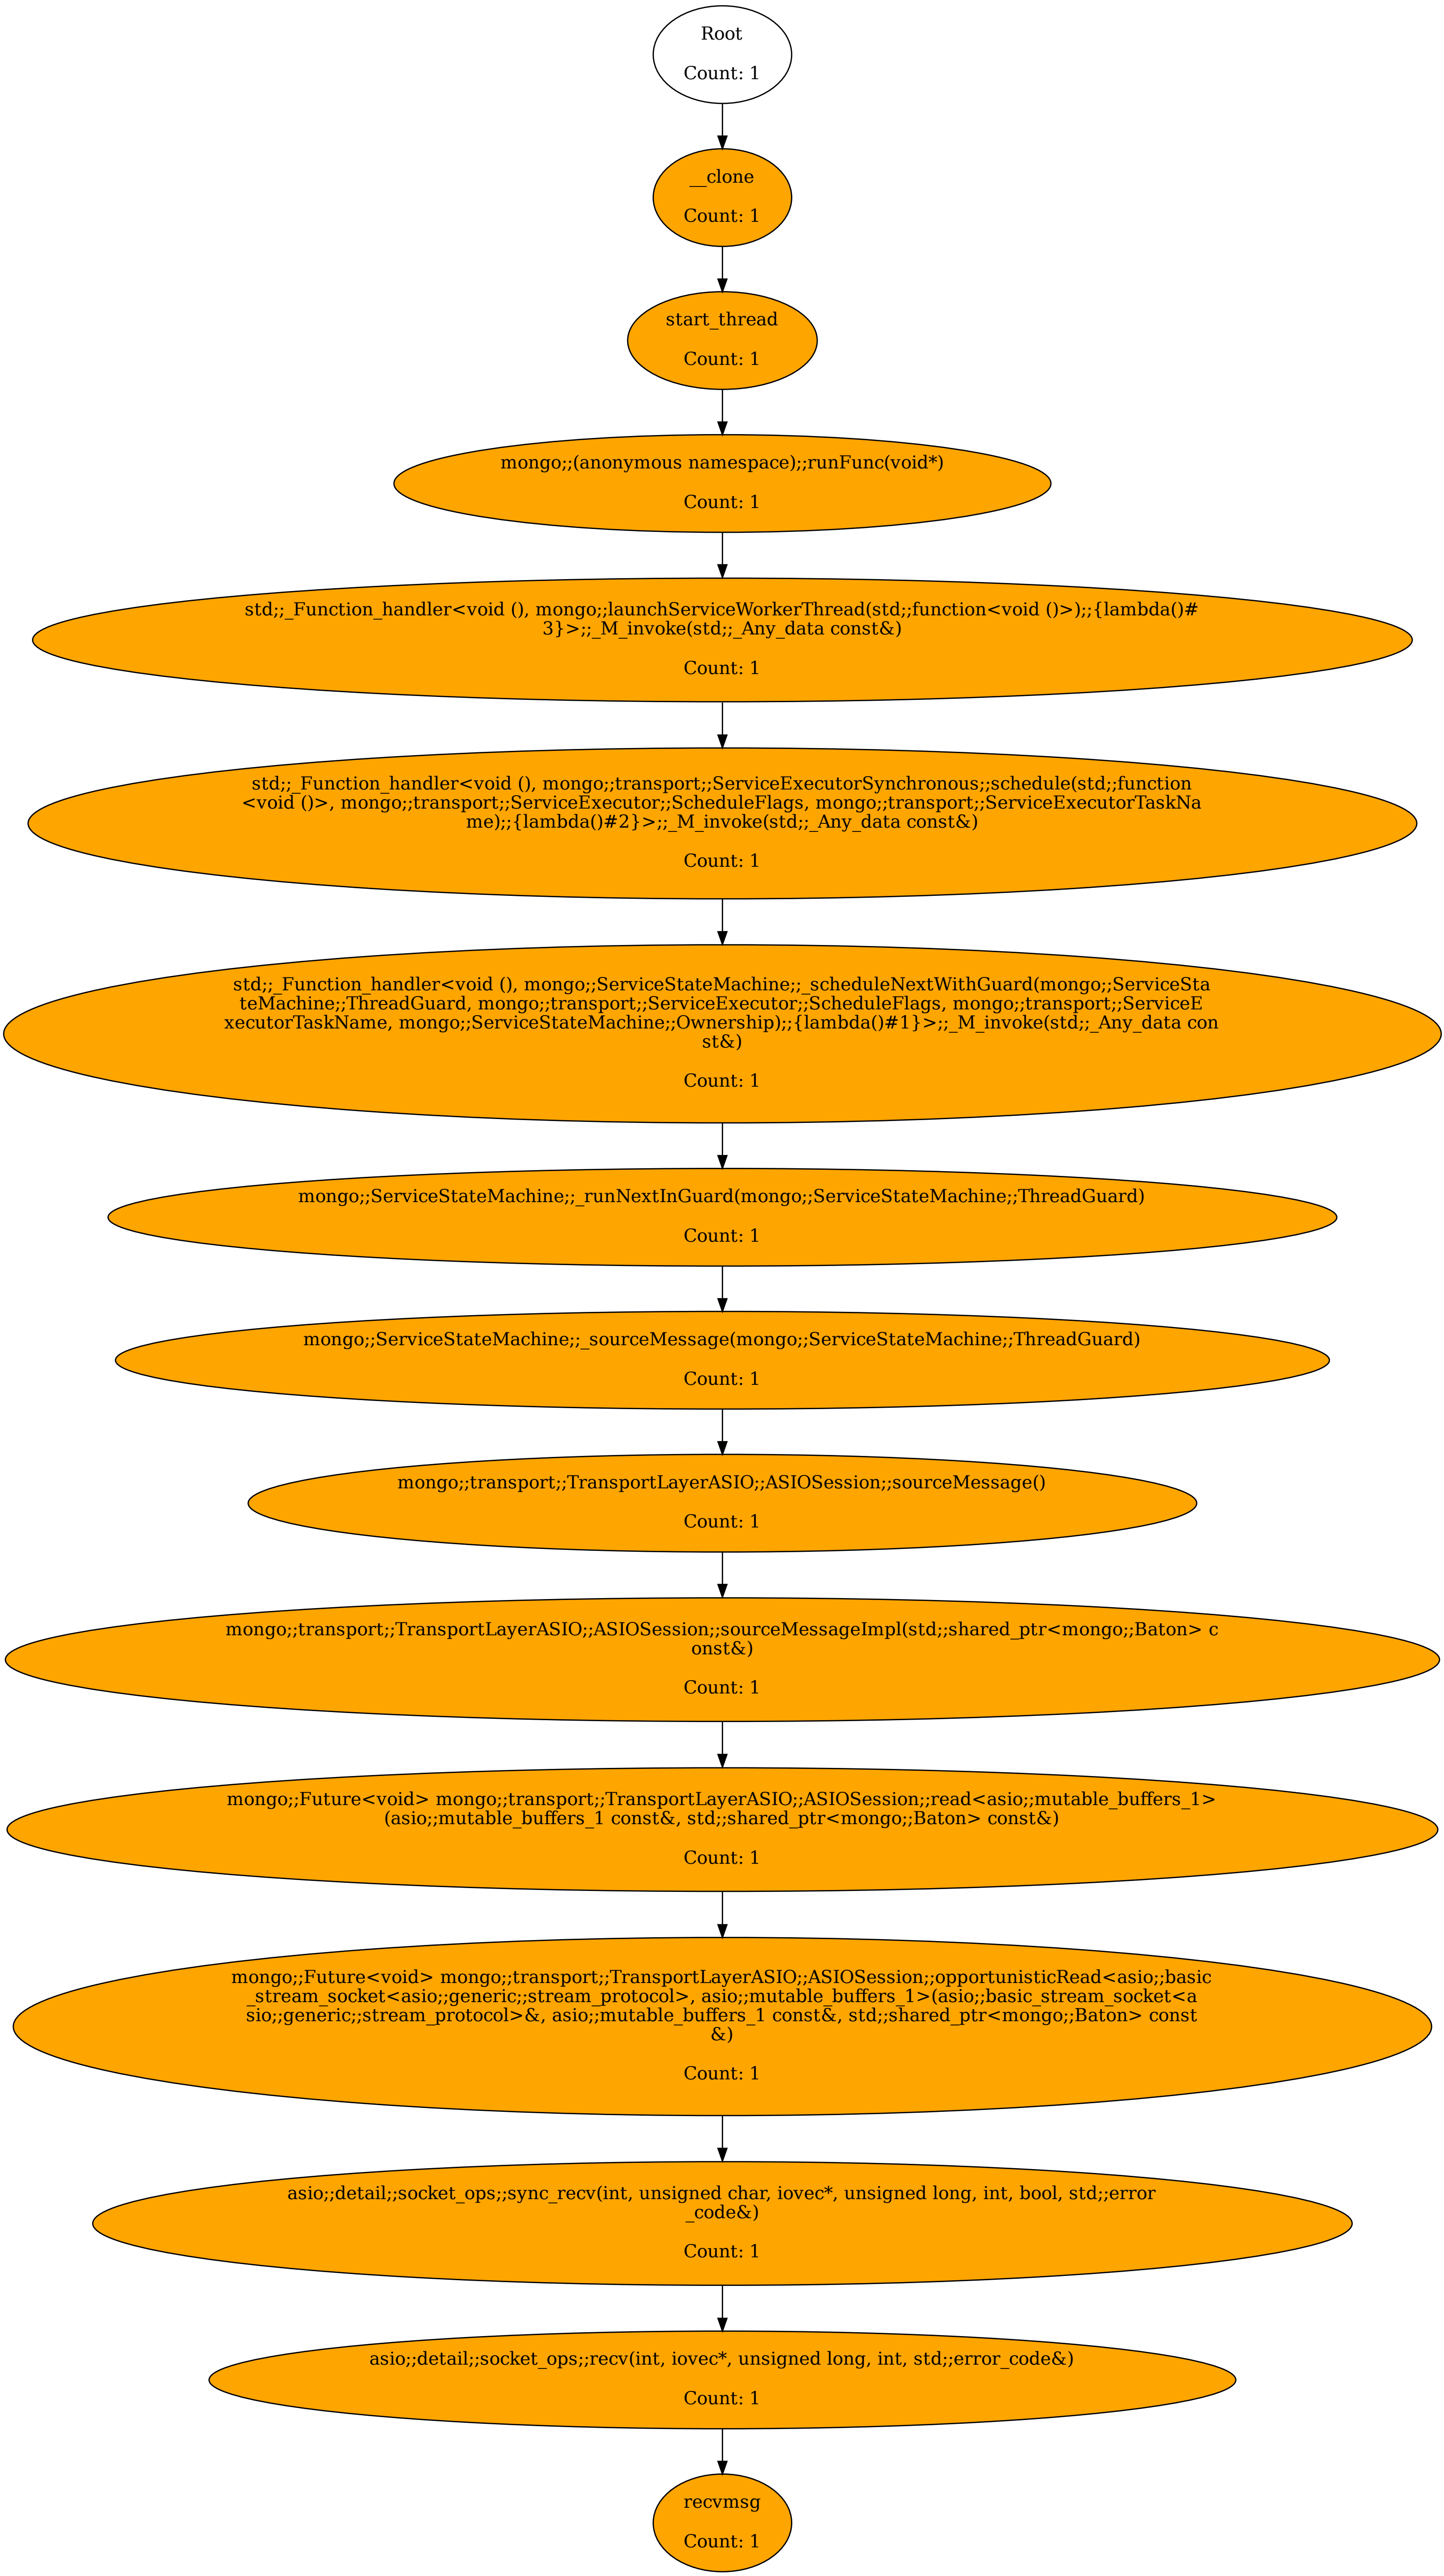 Root
Count: 1
__clone
Count: 1
start_thread
Count: 1
mongo;;(anonymous namespace);;runFunc(void*)
Count: 1
std;;_Function_handler<void (), mongo;;launchServiceWorkerThread(std;;function<void ()>);;{lambda()#
3}>;;_M_invoke(std;;_Any_data const&)
Count: 1
std;;_Function_handler<void (), mongo;;transport;;ServiceExecutorSynchronous;;schedule(std;;function
<void ()>, mongo;;transport;;ServiceExecutor;;ScheduleFlags, mongo;;transport;;ServiceExecutorTaskNa
me);;{lambda()#2}>;;_M_invoke(std;;_Any_data const&)
Count: 1
std;;_Function_handler<void (), mongo;;ServiceStateMachine;;_scheduleNextWithGuard(mongo;;ServiceSta
teMachine;;ThreadGuard, mongo;;transport;;ServiceExecutor;;ScheduleFlags, mongo;;transport;;ServiceE
xecutorTaskName, mongo;;ServiceStateMachine;;Ownership);;{lambda()#1}>;;_M_invoke(std;;_Any_data con
st&)
Count: 1
mongo;;ServiceStateMachine;;_runNextInGuard(mongo;;ServiceStateMachine;;ThreadGuard)
Count: 1
mongo;;ServiceStateMachine;;_sourceMessage(mongo;;ServiceStateMachine;;ThreadGuard)
Count: 1
mongo;;transport;;TransportLayerASIO;;ASIOSession;;sourceMessage()
Count: 1
mongo;;transport;;TransportLayerASIO;;ASIOSession;;sourceMessageImpl(std;;shared_ptr<mongo;;Baton> c
onst&)
Count: 1
mongo;;Future<void> mongo;;transport;;TransportLayerASIO;;ASIOSession;;read<asio;;mutable_buffers_1>
(asio;;mutable_buffers_1 const&, std;;shared_ptr<mongo;;Baton> const&)
Count: 1
mongo;;Future<void> mongo;;transport;;TransportLayerASIO;;ASIOSession;;opportunisticRead<asio;;basic
_stream_socket<asio;;generic;;stream_protocol>, asio;;mutable_buffers_1>(asio;;basic_stream_socket<a
sio;;generic;;stream_protocol>&, asio;;mutable_buffers_1 const&, std;;shared_ptr<mongo;;Baton> const
&)
Count: 1
asio;;detail;;socket_ops;;sync_recv(int, unsigned char, iovec*, unsigned long, int, bool, std;;error
_code&)
Count: 1
asio;;detail;;socket_ops;;recv(int, iovec*, unsigned long, int, std;;error_code&)
Count: 1
recvmsg
Count: 1